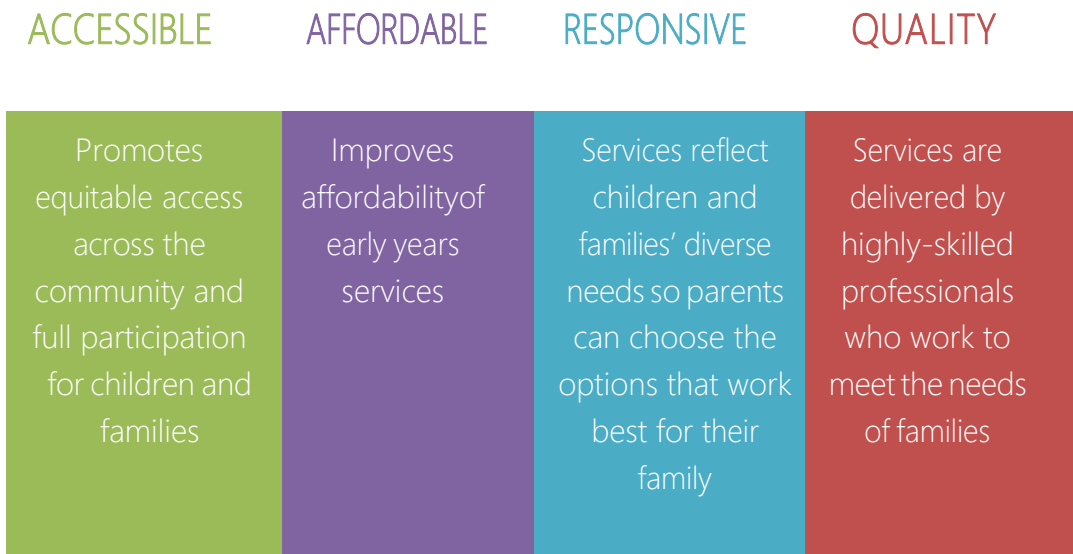 ACCESSIBLE
AFFORDABLE
RESPONSIVE
QUALITY
Promotes
equitable access
across the
community and
full participation
for children and
families
Improves
affordabilityof
early years
services
Services reflect
children and
families’ diverse
needs so parents
can choose the
options that work
best for their
family
Services are
delivered by
highly-skilled
professionals
who work to
meet the needs
of families